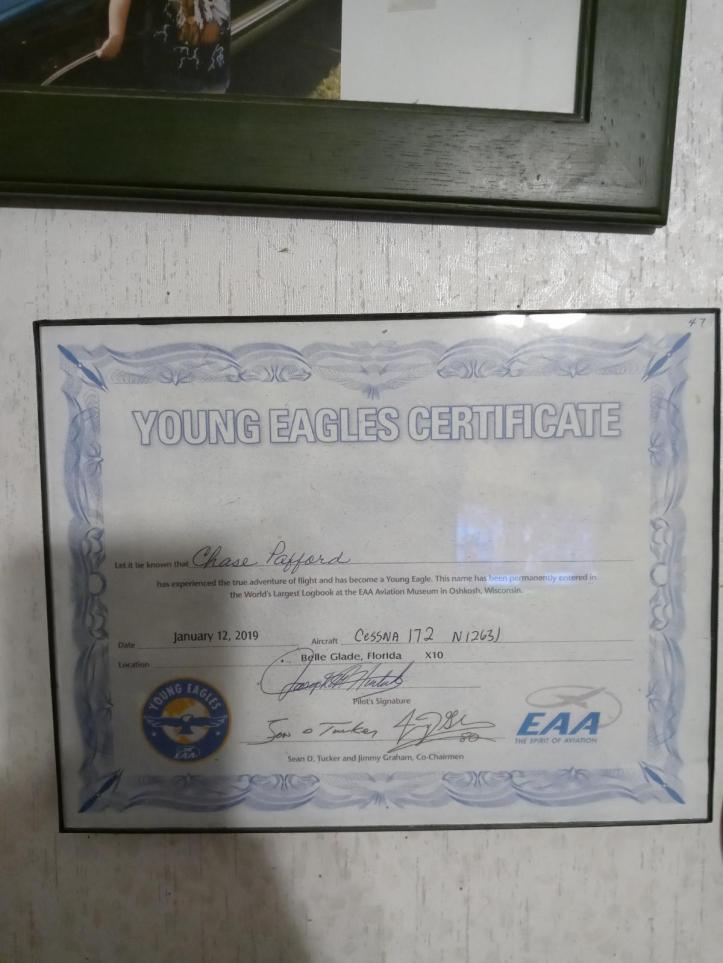 47
YOUNG EAGLES CERTIFICATE
Let it be known that Chase Pafford
has experienced the true adventure of flight and has become a Young Eagle. This name has been permanently entered in
the World's Largest Logbook at the EAA Aviation Museum in Oshkosh, Wisconsin.
Date January 12, 2019 Aircraft CESSNA 172 N12631
Location Belle Glade, Florida X10
Pilot's Signature
YOUNG EAGLES
EAA
Sean D Tucker
Sean D. Tucker and Jimmy Graham, Co-Chairmen
EAA
THE SPIRIT OF AVIATION